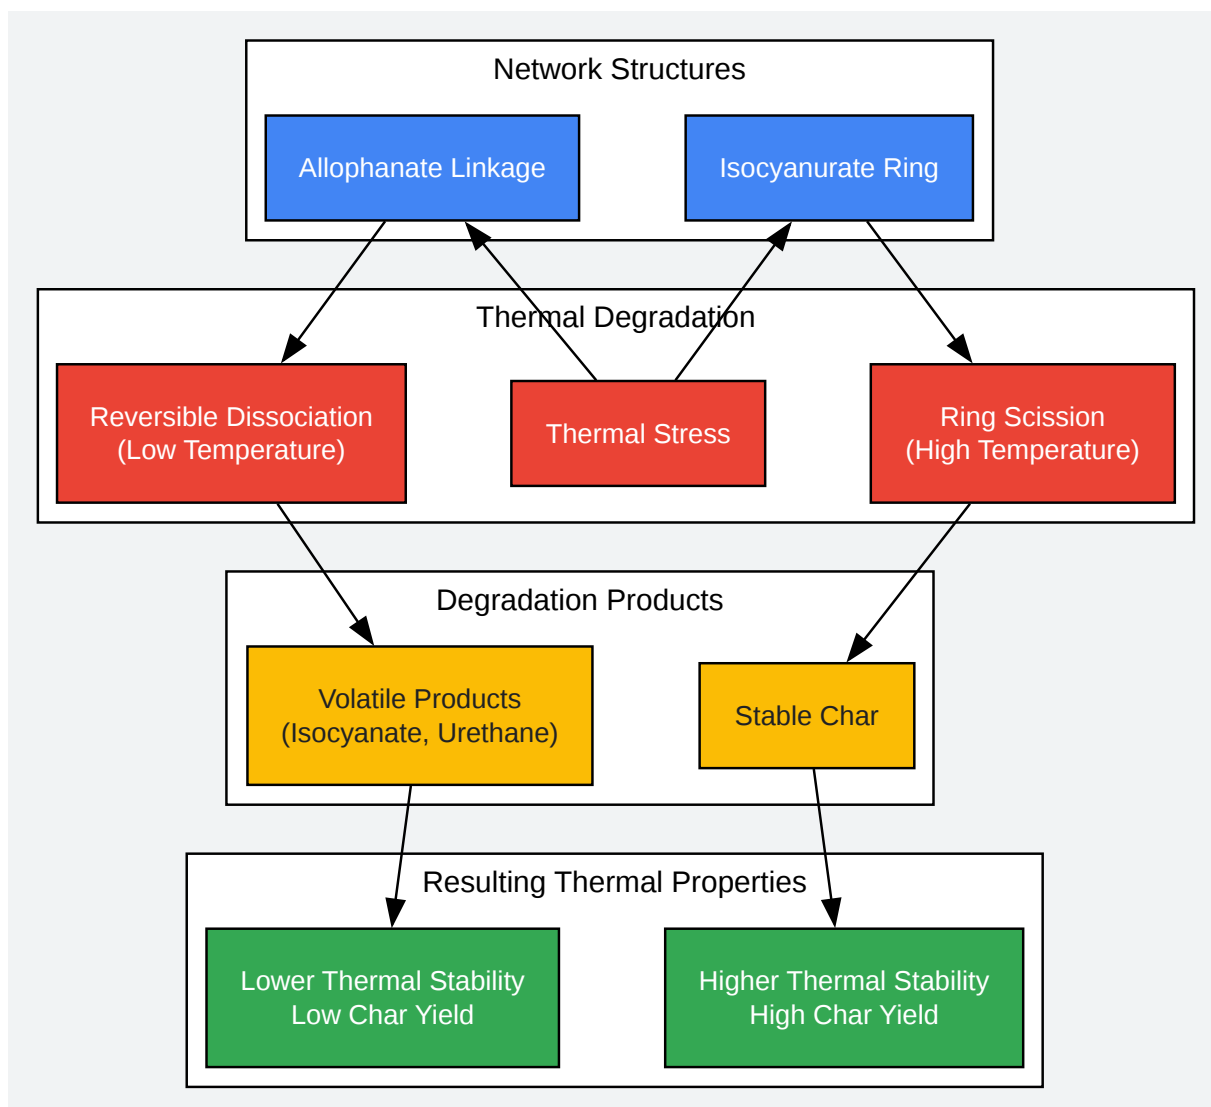 Network Structures
Allophanate Linkage
Isocyanurate Ring
Thermal Degradation
Reversible Dissociation
(Low Temperature)
Thermal Stress
Ring Scission
(High Temperature)
Degradation Products
Volatile Products
(Isocyanate, Urethane)
Stable Char
Resulting Thermal Properties
Lower Thermal Stability
Low Char Yield
Higher Thermal Stability
High Char Yield